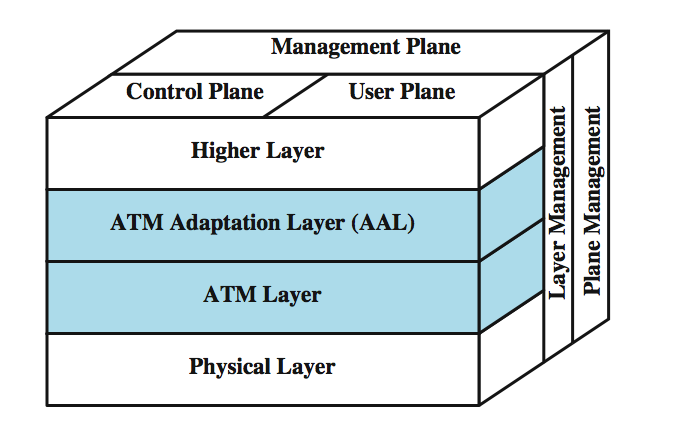 Management Plane
Control Plane
User Plane
Higher Layer
ATM Adaptation Layer (AAL)
ATM Layer
Physical Layer
Layer Management
Plane Management